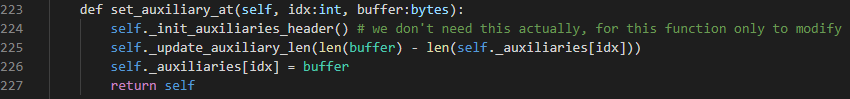 223 def set_auxiliary_at(self, idx:int, buffer:bytes):
224 self._init_auxiliaries_header() # we don't need this actually, for this function only to modify
225 self._update_auxiliary_len(len(buffer) - len(self._auxiliaries[idx]))
226 self._auxiliaries[idx] = buffer
227 return self